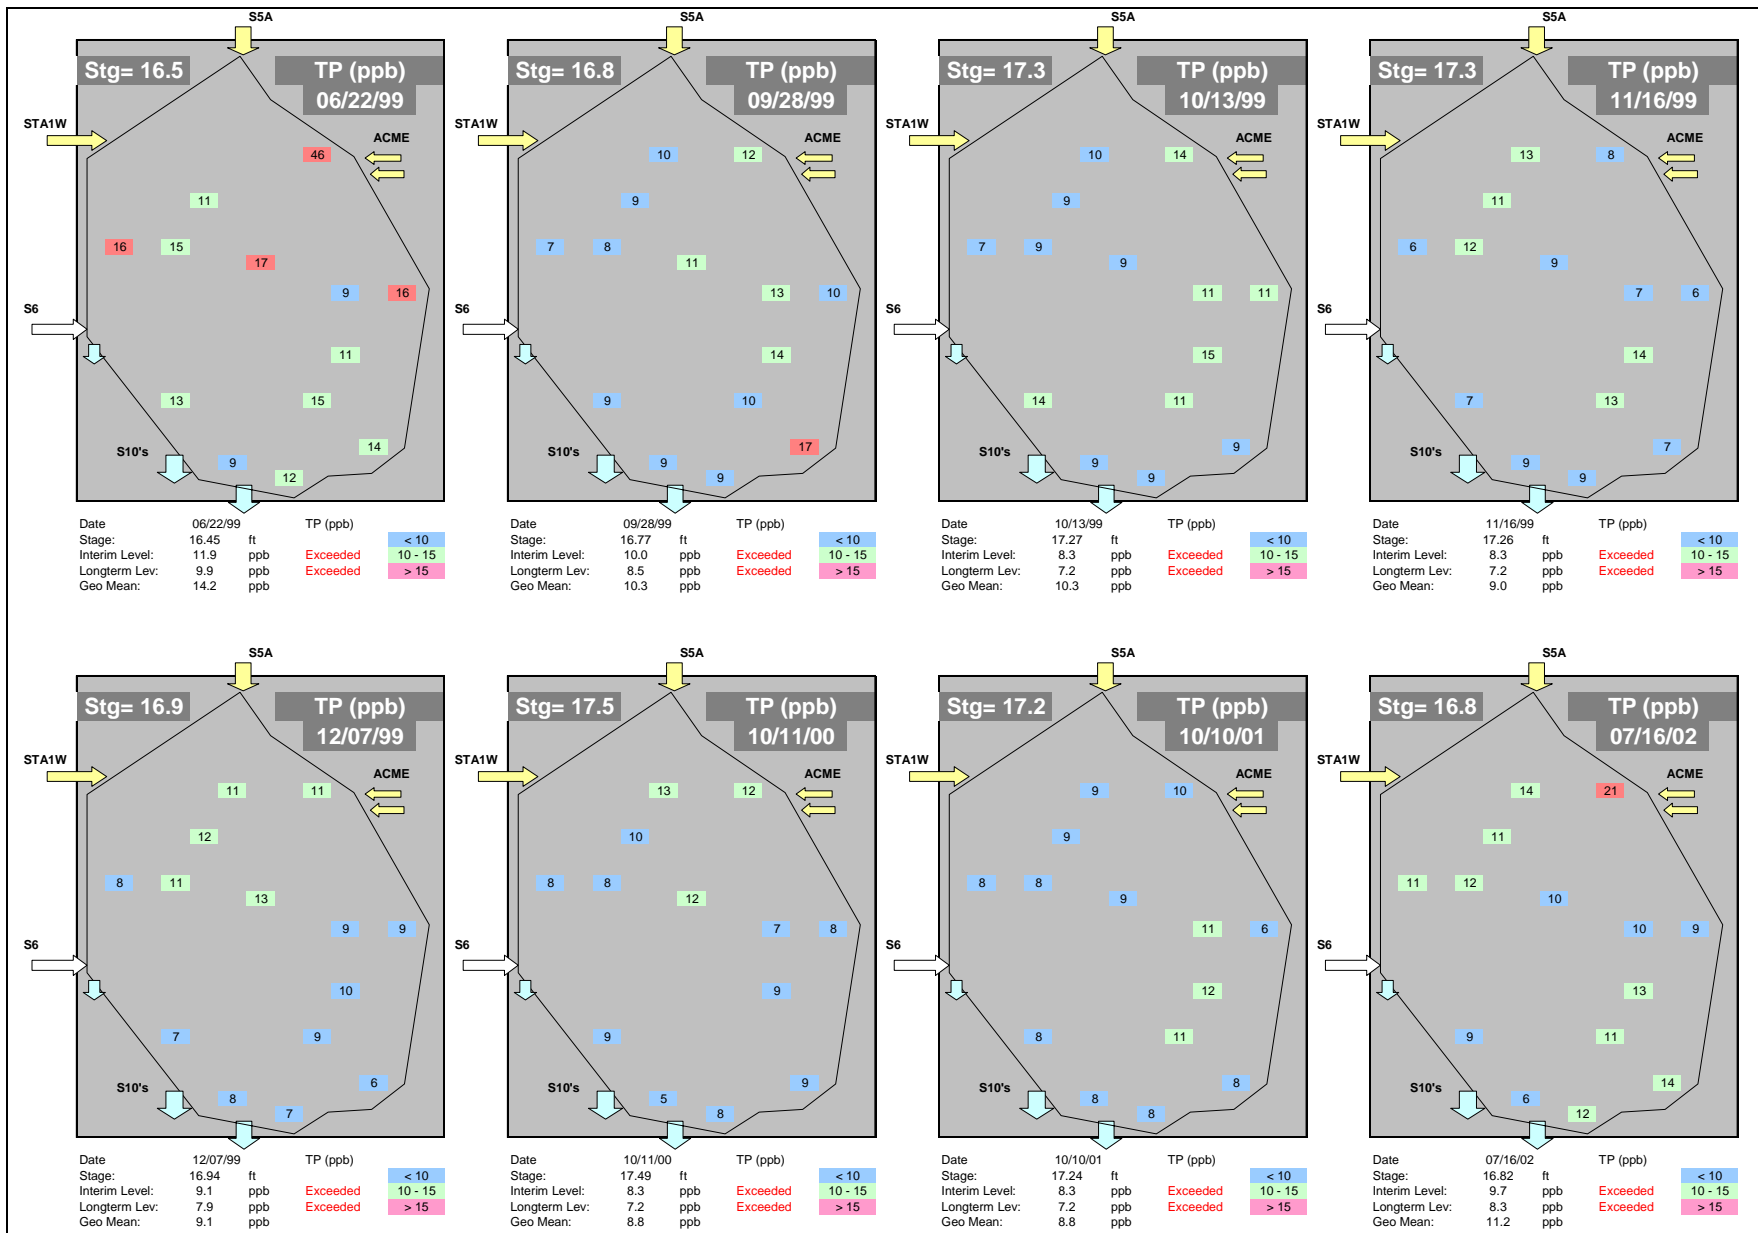 S5A
Stg= 16.5 TP (ppb)
06/22/99
STA1W
ACME
46
11
16 15
17
9 16
S6
11
13 15
14
S10's
9
12
Date 06/22/99 TP (ppb)
Stage: 16.45 ft < 10
Interim Level: 11.9 ppb Exceeded 10 - 15
Longterm Lev: 9.9 ppb Exceeded > 15
Geo Mean: 14.2 ppb
S5A
Stg= 16.8 TP (ppb)
09/28/99
STA1W
ACME
10 12
9
7 8
11
13 10
S6
14
9 10
17
S10's
9
9
Date 09/28/99 TP (ppb)
Stage: 16.77 ft < 10
Interim Level: 10.0 ppb Exceeded 10 - 15
Longterm Lev: 8.5 ppb Exceeded > 15
Geo Mean: 10.3 ppb
S5A
Stg= 17.3 TP (ppb)
10/13/99
STA1W
ACME
10 14
9
7 9
9
11 11
S6
15
14 11
9
S10's
9
9
Date 10/13/99 TP (ppb)
Stage: 17.27 ft < 10
Interim Level: 8.3 ppb Exceeded 10 - 15
Longterm Lev: 7.2 ppb Exceeded > 15
Geo Mean: 10.3 ppb
S5A
Stg= 17.3 TP (ppb)
11/16/99
STA1W
ACME
13 8
11
6 12
9
7 6
S6
14
7 13
7
S10's
9
9
Date 11/16/99 TP (ppb)
Stage: 17.26 ft < 10
Interim Level: 8.3 ppb Exceeded 10 - 15
Longterm Lev: 7.2 ppb Exceeded > 15
Geo Mean: 9.0 ppb
S5A
Stg= 16.9 TP (ppb)
12/07/99
STA1W
ACME
11 11
12
8 11
13
9 9
S6
10
7 9
6
S10's
8
7
Date 12/07/99 TP (ppb)
Stage: 16.94 ft < 10
Interim Level: 9.1 ppb Exceeded 10 - 15
Longterm Lev: 7.9 ppb Exceeded > 15
Geo Mean: 9.1 ppb
S5A
Stg= 17.5 TP (ppb)
10/11/00
STA1W
ACME
13 12
10
8 8
12
7 8
S6
9
9
9
S10's
5
8
Date 10/11/00 TP (ppb)
Stage: 17.49 ft < 10
Interim Level: 8.3 ppb Exceeded 10 - 15
Longterm Lev: 7.2 ppb Exceeded > 15
Geo Mean: 8.8 ppb
S5A
Stg= 17.2 TP (ppb)
10/10/01
STA1W
ACME
9 10
9
8 8
9
11 6
S6
12
8 11
8
S10's
8
8
Date 10/10/01 TP (ppb)
Stage: 17.24 ft < 10
Interim Level: 8.3 ppb Exceeded 10 - 15
Longterm Lev: 7.2 ppb Exceeded > 15
Geo Mean: 8.8 ppb
S5A
Stg= 16.8 TP (ppb)
07/16/02
STA1W
ACME
14 21
11
11 12
10
10 9
S6
13
9 11
14
S10's
6
12
Date 07/16/02 TP (ppb)
Stage: 16.82 ft < 10
Interim Level: 9.7 ppb Exceeded 10 - 15
Longterm Lev: 8.3 ppb Exceeded > 15
Geo Mean: 11.2 ppb